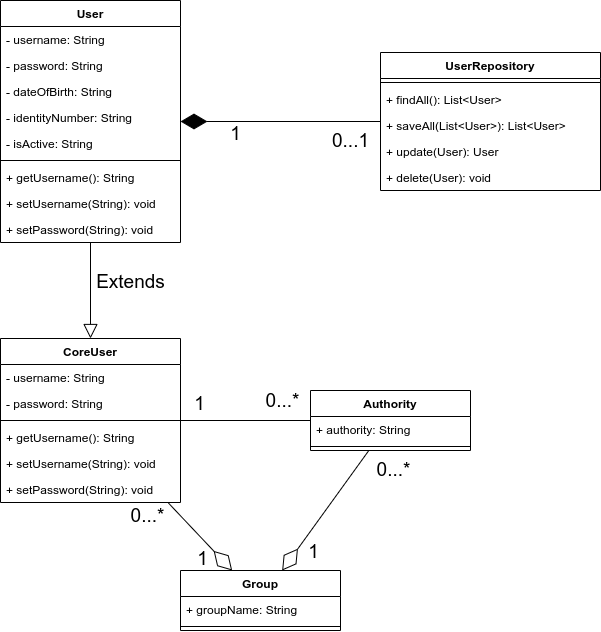 User
- username: String
- password: String
- dateOfBirth: String
- identityNumber: String
- isActive: String
+ getUsername(): String
+ setUsername(String): void
+ setPassword(String): void
1
0...1
UserRepository
+ findAll(): List<User>
+ saveAll(List<User>): List<User>
+ update(User): User
+ delete(User): void
Extends
CoreUser
- username: String
- password: String
+ getUsername(): String
+ setUsername(String): void
+ setPassword(String): void
1
0...*
Authority
+ authority: String
0...*
0...*
1
1
Group
+ groupName: String